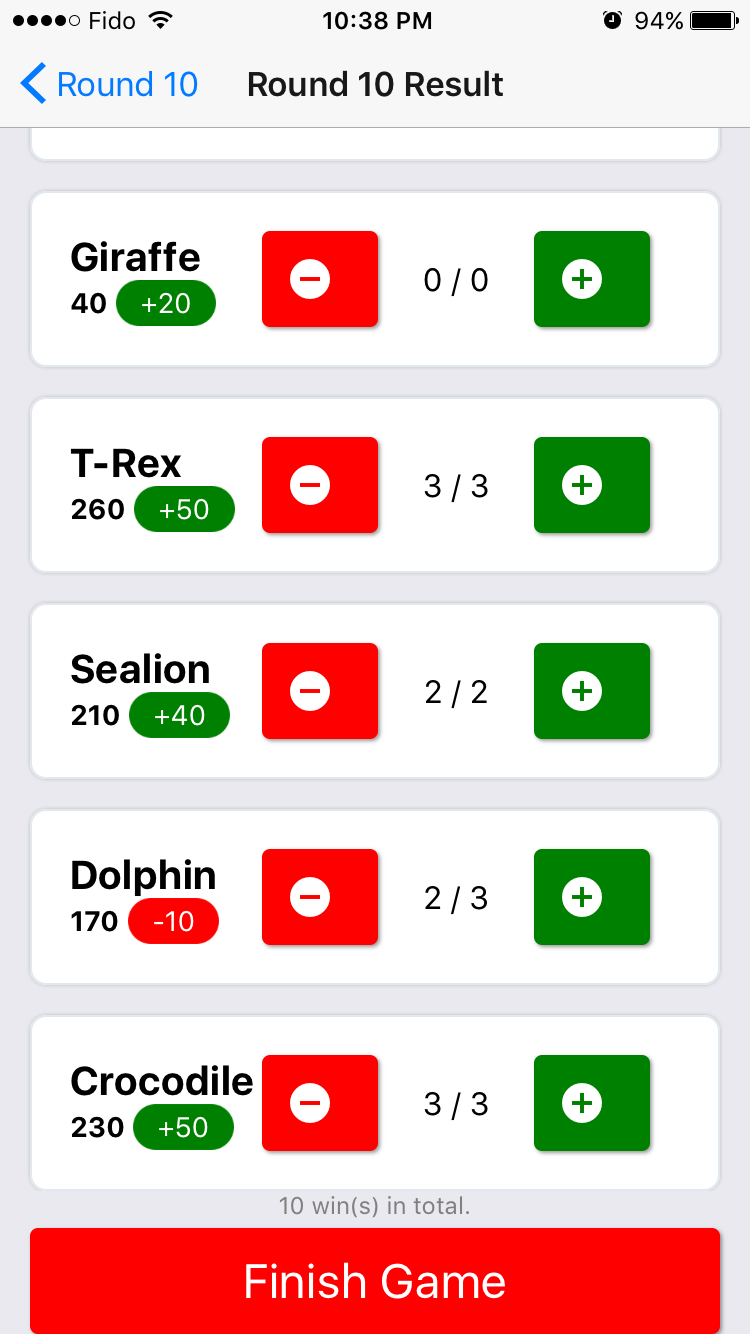 Fido 10:38 PM 94%
Round 10 Round 10 Result
Giraffe
40 +20 0 / 0
T-Rex
260 +50 3 / 3
Sealion
210 +40 2 / 2
Dolphin
170 -10 2 / 3
Crocodile
230 +50 3 / 3
10 win(s) in total.
Finish Game